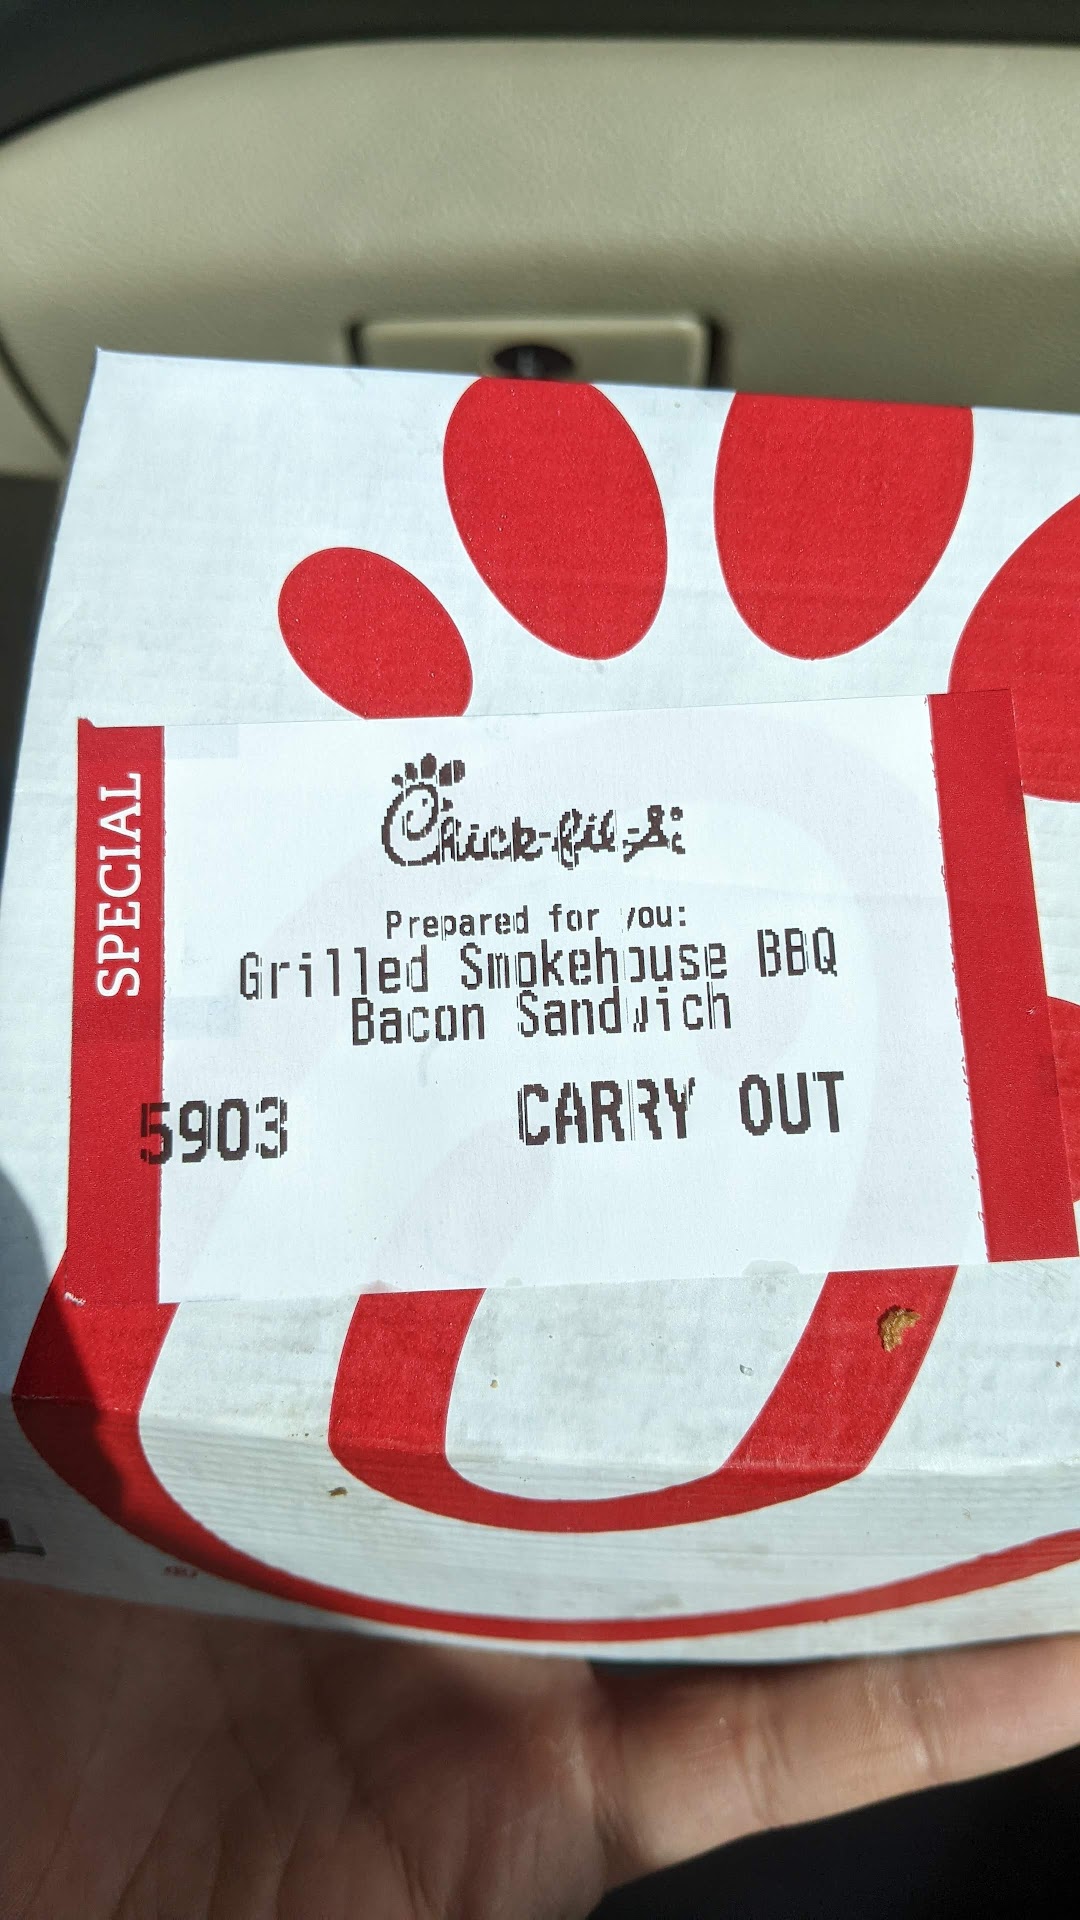 SPECIAL
Chick-fil-A
Prepared for you:
Grilled Smokehouse BBQ
Bacon Sandwich
5903 CARRY OUT